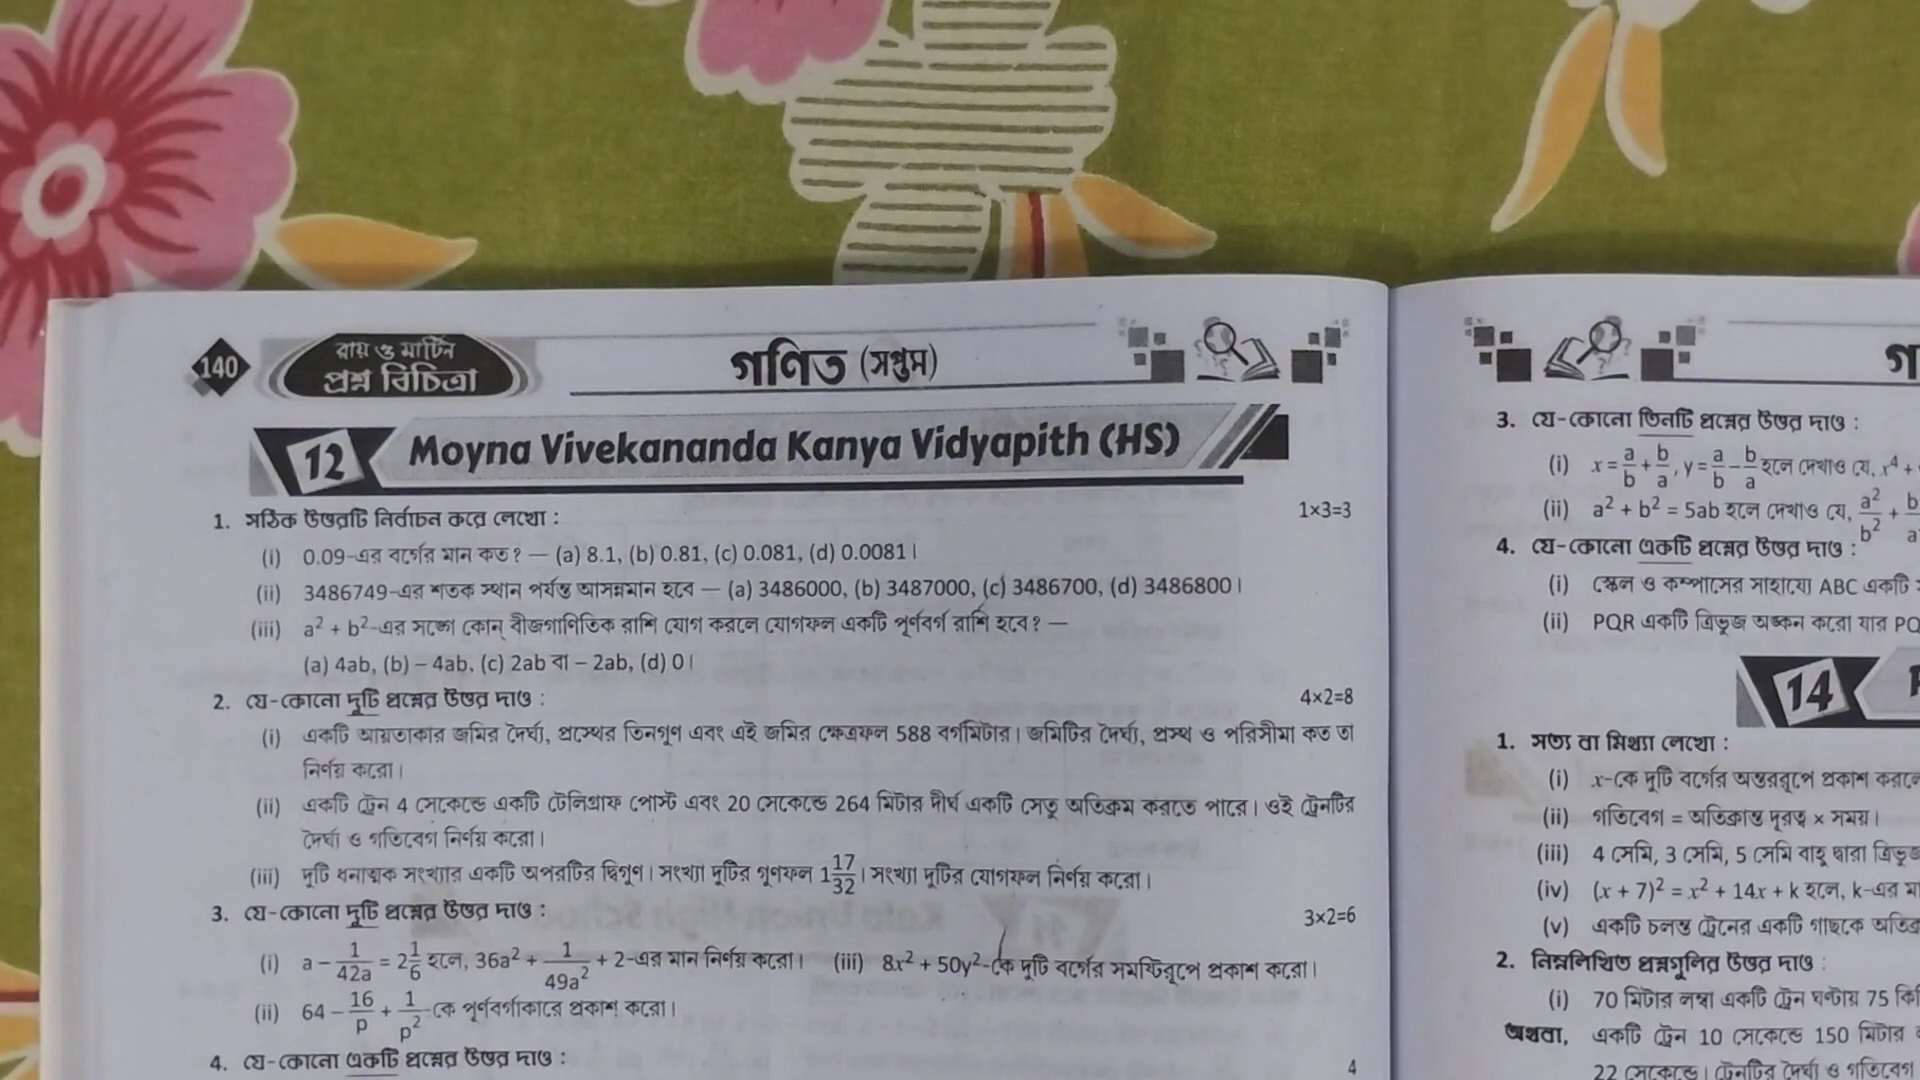 140
রায় ও মার্টিন
প্রশ্ন বিচিত্রা
গণিত (সপ্তম)
12 Moyna Vivekananda Kanya Vidyapith (HS)
1. সঠিক উত্তরটি নির্বাচন করে লেখো : 1×3=3
(i) 0.09-এর বর্গের মান কত? — (a) 8.1, (b) 0.81, (c) 0.081, (d) 0.0081।
(ii) 3486749-এর শতক স্থান পর্যন্ত আসন্নমান হবে — (a) 3486000, (b) 3487000, (c) 3486700, (d) 3486800।
(iii) a² + b²-এর সঙ্গে কোন্ বীজগাণিতিক রাশি যোগ করলে যোগফল একটি পূর্ণবর্গ রাশি হবে? —
(a) 4ab, (b) – 4ab, (c) 2ab বা – 2ab, (d) 0।
2. যে-কোনো দুটি প্রশ্নের উত্তর দাও : 4×2=8
(i) একটি আয়তাকার জমির দৈর্ঘ্য, প্রস্থের তিনগুণ এবং এই জমির ক্ষেত্রফল 588 বর্গমিটার। জমিটির দৈর্ঘ্য, প্রস্থ ও পরিসীমা কত তা
নির্ণয় করো।
(ii) একটি ট্রেন 4 সেকেন্ডে একটি টেলিগ্রাফ পোস্ট এবং 20 সেকেন্ডে 264 মিটার দীর্ঘ একটি সেতু অতিক্রম করতে পারে। ওই ট্রেনটির
দৈর্ঘ্য ও গতিবেগ নির্ণয় করো।
(iii) দুটি ধনাত্মক সংখ্যার একটি অপরটির দ্বিগুণ। সংখ্যা দুটির গুণফল 1 17/32। সংখ্যা দুটির যোগফল নির্ণয় করো।
3. যে-কোনো দুটি প্রশ্নের উত্তর দাও : 3×2=6
(i) a – 1/42a = 2 1/6 হলে, 36a² + 1/49a² + 2-এর মান নির্ণয় করো। (iii) 8x² + 50y²-কে দুটি বর্গের সমষ্টিরূপে প্রকাশ করো।
(ii) 64 – 16/p + 1/p²-কে পূর্ণবর্গাকারে প্রকাশ করো।
4. যে-কোনো একটি প্রশ্নের উত্তর দাও : 4
3. যে-কোনো তিনটি প্রশ্নের উত্তর দাও :
(i) x = a/b + b/a, y = a/b – b/a হলে দেখাও যে, x⁴ +
(ii) a² + b² = 5ab হলে দেখাও যে, a²/b² +
4. যে-কোনো একটি প্রশ্নের উত্তর দাও :
(i) স্কেল ও কম্পাসের সাহায্যে ABC একটি
(ii) PQR একটি ত্রিভুজ অঙ্কন করো যার PQ
14
1. সত্য বা মিথ্যা লেখো :
(i) x-কে দুটি বর্গের অন্তররূপে প্রকাশ করলে
(ii) গতিবেগ = অতিক্রান্ত দূরত্ব × সময়।
(iii) 4 সেমি, 3 সেমি, 5 সেমি বাহু দ্বারা
(iv) (x + 7)² = x² + 14x + k হলে, k-এর
(v) একটি চলন্ত ট্রেনের একটি গাছকে
2. নিম্নলিখিত প্রশ্নগুলির উত্তর দাও :
(i) 70 মিটার লম্বা একটি ট্রেন ঘণ্টায় 75
অথবা, একটি ট্রেন 10 সেকেন্ডে 150 মিটার
22 সেকেন্ডে। ট্রেনটির দৈর্ঘ্য ও গতিবেগ